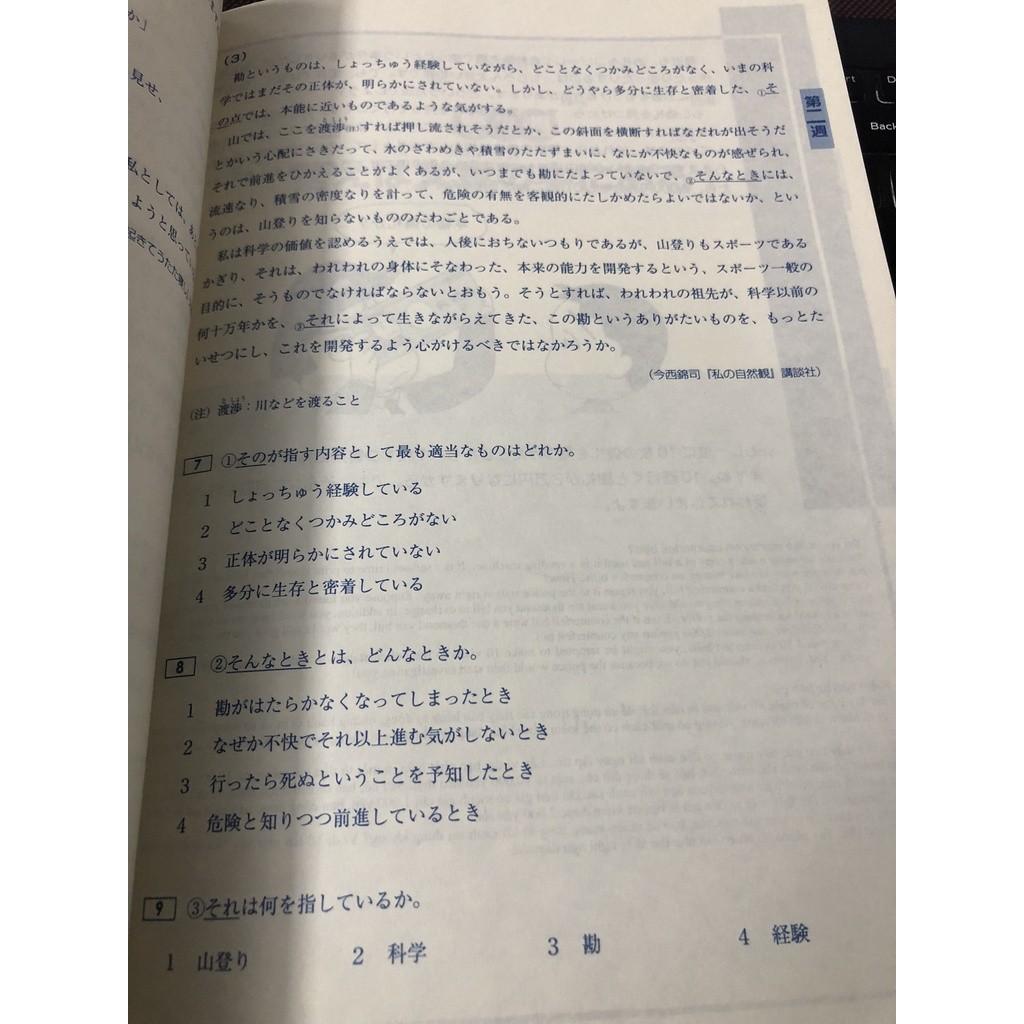 (3)
勘というものは、しょっちゅう経験していながら、どことなくつかみどころがなく、いまの科
学ではまだその正体が、明らかにされていない。しかし、どうやら多分に生存と密着した、①そ
の点では、本能に近いものであるような気がする。
山では、ここを渡渉(注)すれば押し流されそうだとか、この斜面を横断すればなだれが出そうだ
とかいう心配にさきだって、水のざわめきや積雪のたたずまいに、なにか不快なものが感ぜられ、
それで前進をひかえることがよくあるが、いつまでも勘にたよっていないで、②そんなときには、
流速なり、積雪の密度なりを計って、危険の有無を客観的にたしかめたらよいではないか、とい
うのは、山登りを知らないもののたわごとである。
私は科学の価値を認めるうえでは、人後におちないつもりであるが、山登りもスポーツである
かぎり、それは、われわれの身体にそなわった、本来の能力を開発するという、スポーツ一般の
目的に、そうものでなければならないとおもう。そうとすれば、われわれの祖先が、科学以前の
何十万年かを、③それによって生きながらえてきた、この勘というありがたいものを、もっとた
いせつにし、これを開発するよう心がけるべきではなかろうか。
(今西錦司『私の自然観』講談社)
(注) 渡渉：川などを渡ること
7 ①そのが指す内容として最も適当なものはどれか。
1 しょっちゅう経験している
2 どことなくつかみどころがない
3 正体が明らかにされていない
4 多分に生存と密着している
8 ②そんなときとは、どんなときか。
1 勘がはたらかなくなってしまったとき
2 なぜか不快でそれ以上進む気がしないとき
3 行ったら死ぬということを予知したとき
4 危険と知りつつ前進しているとき
9 ③それは何を指しているか。
1 山登り 2 科学 3 勘 4 経験
第二週
か」
見せ、
私としては、あ
ようと思って
Back